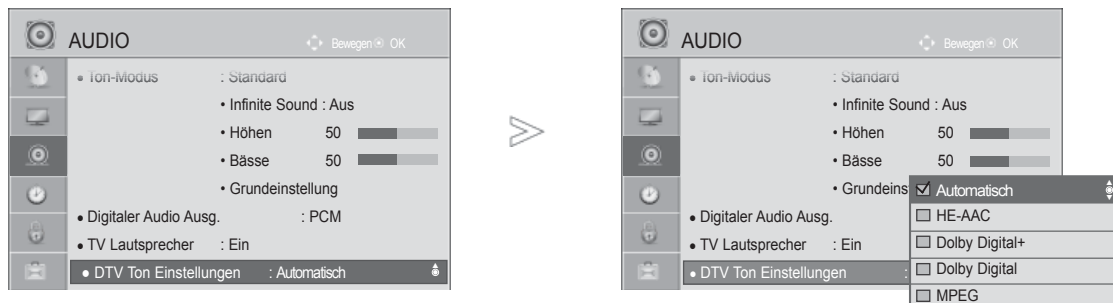 AUDIO
Bewegen OK
• Ton-Modus : Standard
• Infinite Sound : Aus
• Höhen 50
• Bässe 50
• Grundeinstellung
• Digitaler Audio Ausg. : PCM
• TV Lautsprecher : Ein
• DTV Ton Einstellungen : Automatisch
AUDIO
Bewegen OK
• Ton-Modus : Standard
• Infinite Sound : Aus
• Höhen 50
• Bässe 50
• Grundeins
• Digitaler Audio Ausg.
• TV Lautsprecher : Ein
• DTV Ton Einstellungen :
Automatisch
HE-AAC
Dolby Digital+
Dolby Digital
MPEG